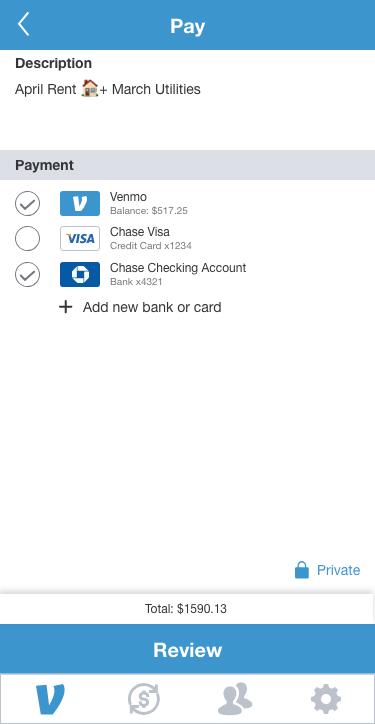 Pay
Description
April Rent 🏠+ March Utilities
Payment
Venmo
Balance: $517.25
VISA
Chase Visa
Credit Card x1234
Chase Checking Account
Bank x4321
+ Add new bank or card
Private
Total: $1590.13
Review